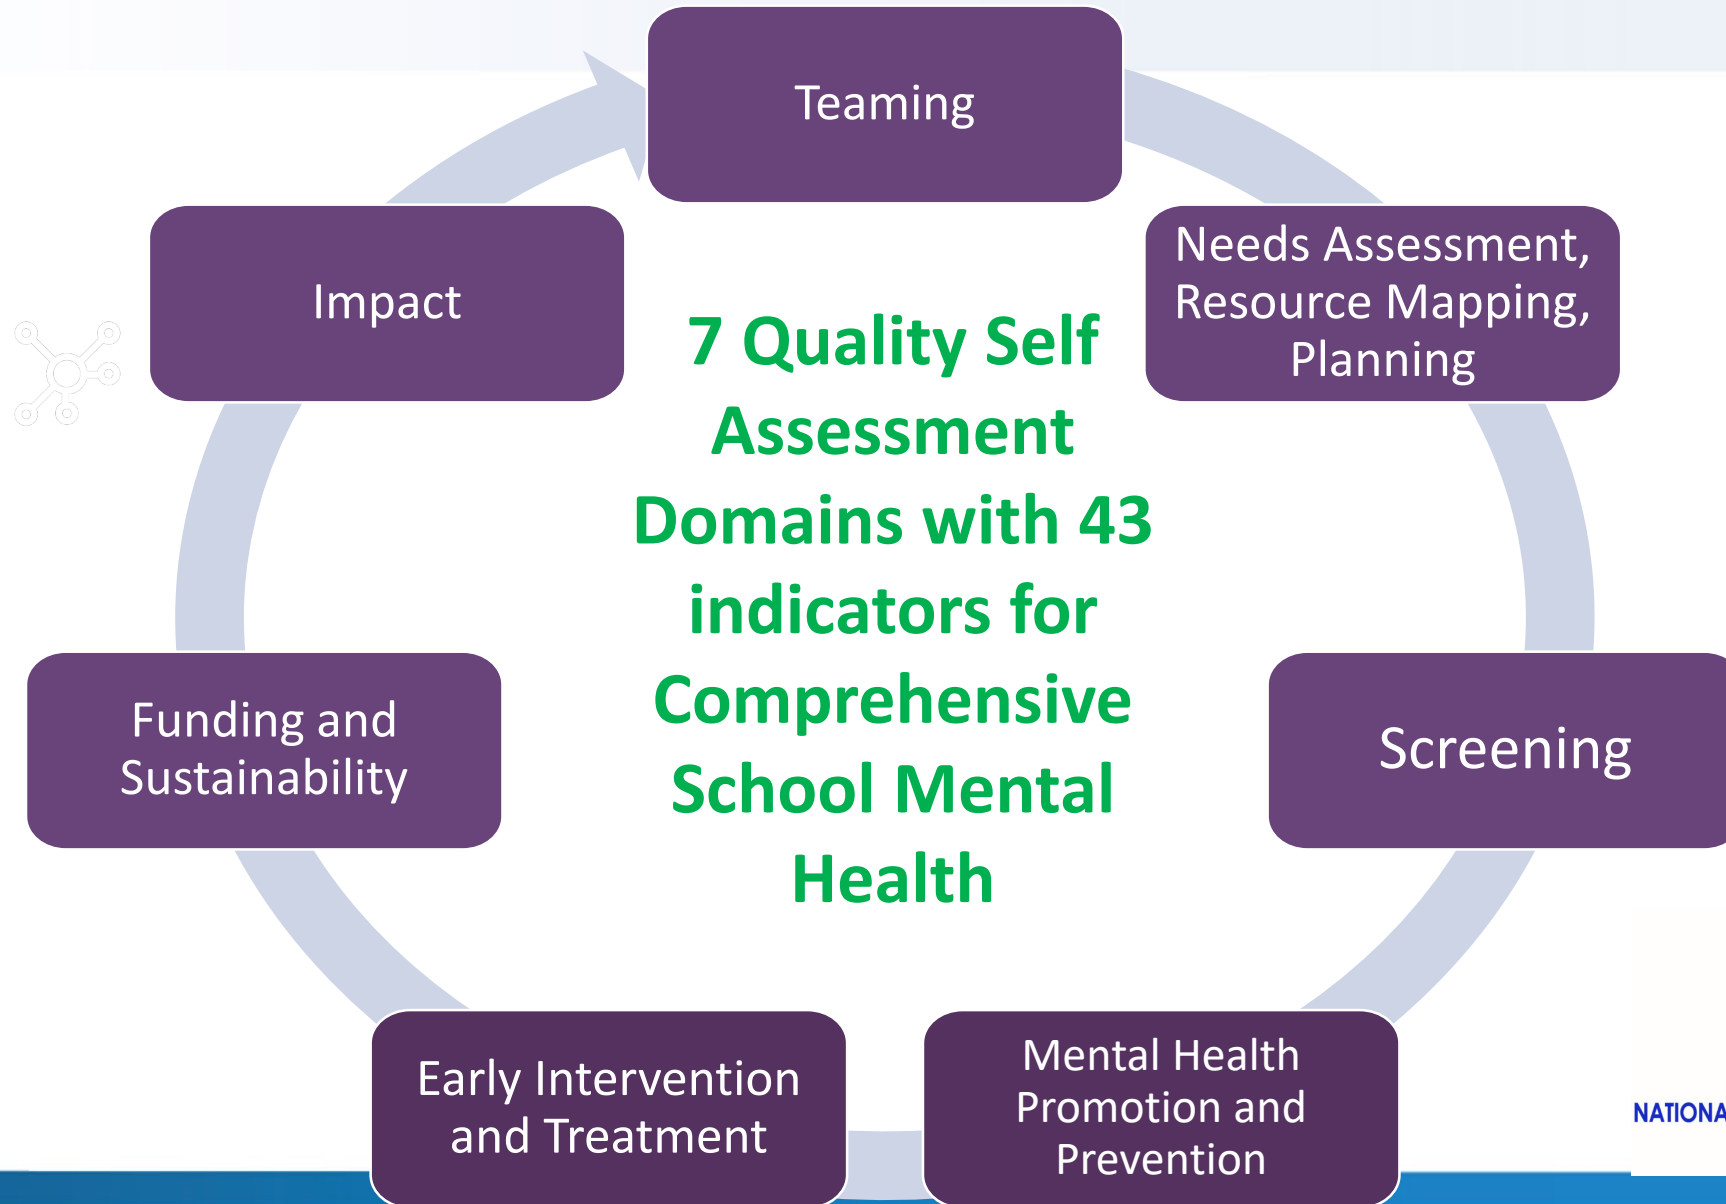 Teaming
Needs Assessment,
Resource Mapping,
Planning
Screening
Mental Health
Promotion and
Prevention
Early Intervention
and Treatment
Funding and
Sustainability
Impact
7 Quality Self
Assessment
Domains with 43
indicators for
Comprehensive
School Mental
Health